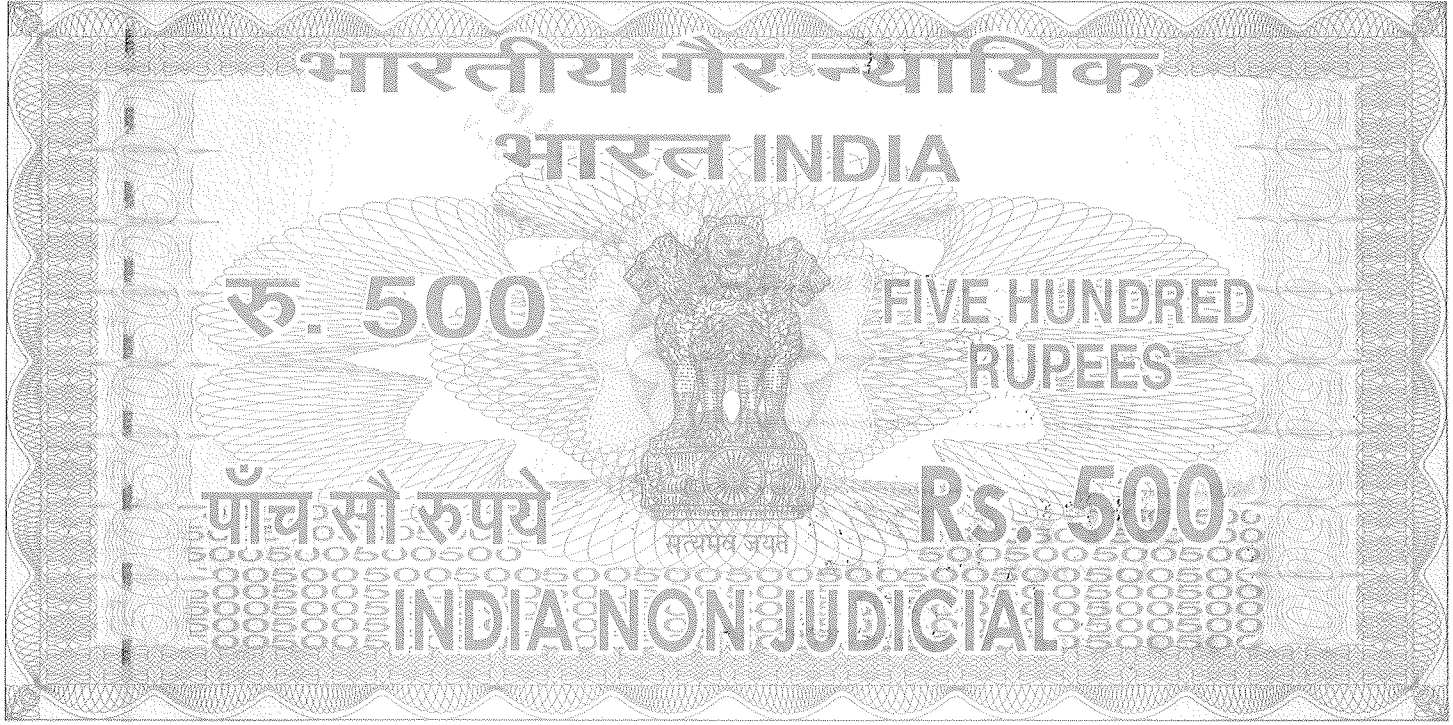 भारतीय गैर न्यायिक
भारत INDIA
रु. 500
FIVE HUNDRED
RUPEES
पाँच सौ रुपये
Rs. 500
सत्यमेव जयते
INDIA NON JUDICIAL